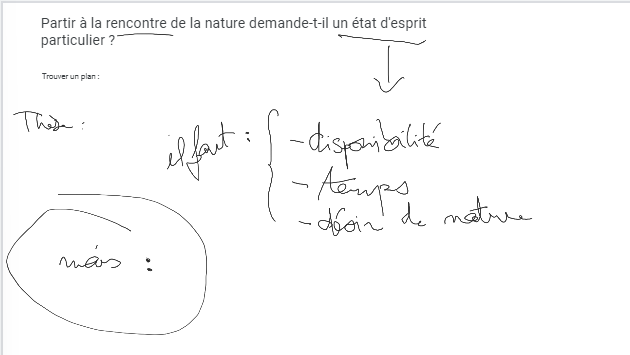 Partir à la rencontre de la nature demande-t-il un état d'esprit
particulier ?
Trouver un plan :
Thèse :
il faut :
- disponibilité
- temps
- désir de nature
mais :